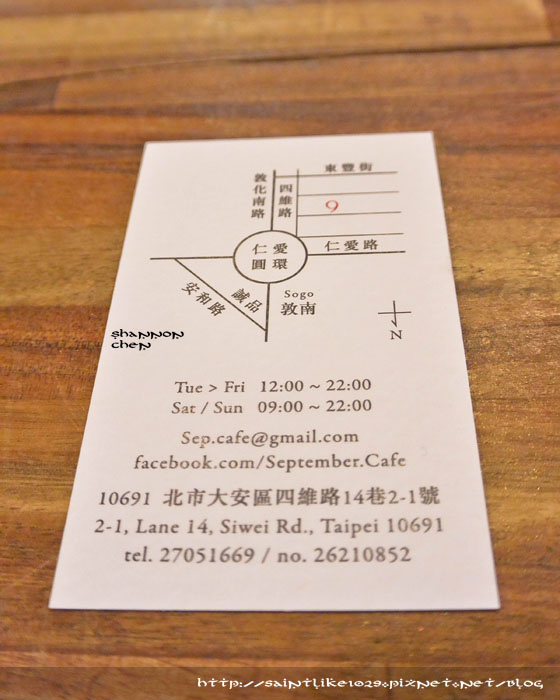 東豐街
敦化南路
四維路
9
仁愛
圓環
仁愛路
誠品
安和路
Sogo
敦南
N
Shannon
Chen
Tue > Fri 12:00 ~ 22:00
Sat / Sun 09:00 ~ 22:00
Sep.cafe@gmail.com
facebook.com/September.Cafe
10691 北市大安區四維路14巷2-1號
2-1, Lane 14, Siwei Rd., Taipei 10691
tel. 27051669 / no. 26210852
http://saintlike1029.pixnet.net/blog